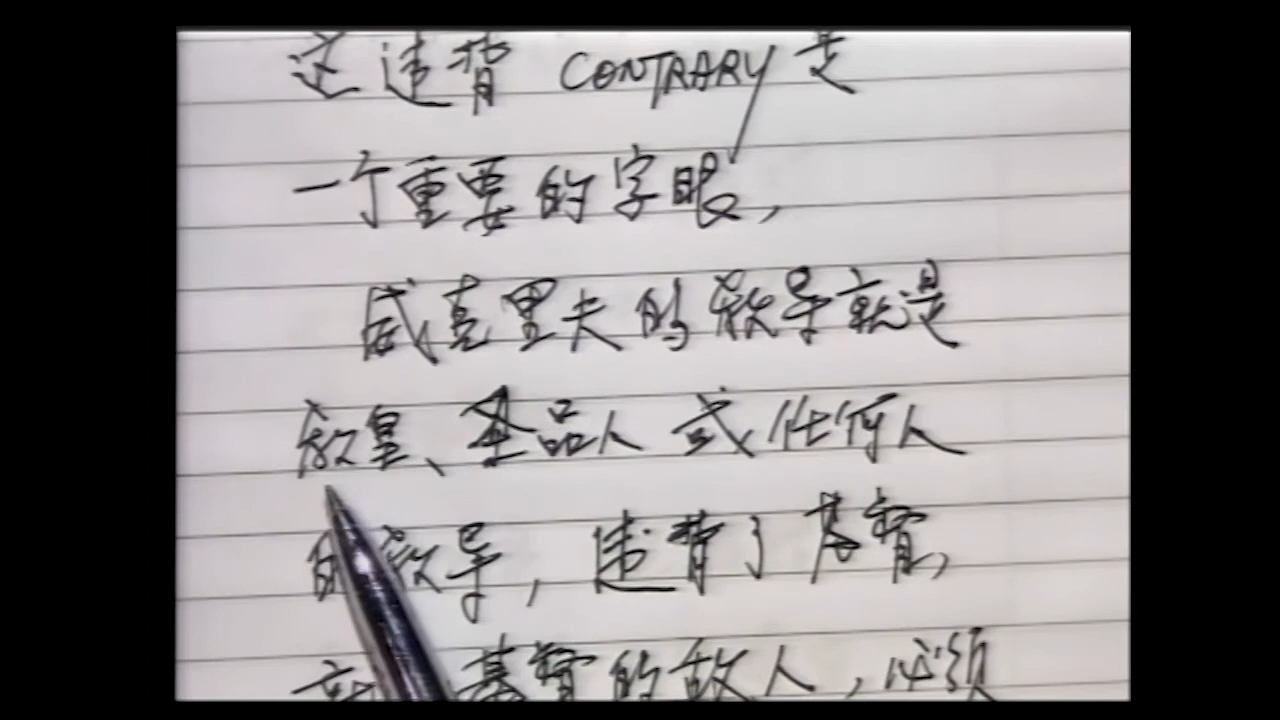 这违背 CONTRARY 是
一个重要的字眼,
威克里夫的教导就是
教皇、圣品人或任何人
的教导,违背了基督,
就 基督的敌人,必须